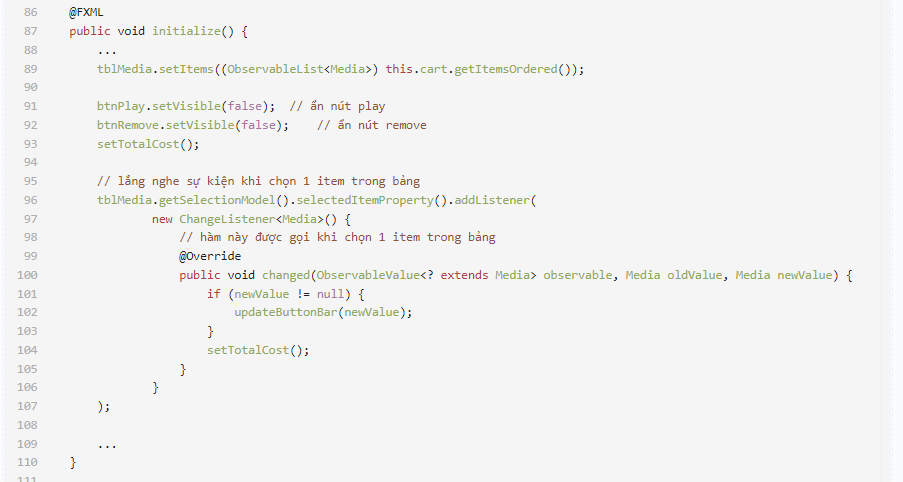 86 @FXML
87 public void initialize() {
88 ...
89 tblMedia.setItems((ObservableList<Media>) this.cart.getItemsOrdered());
90
91 btnPlay.setVisible(false); // ẩn nút play
92 btnRemove.setVisible(false); // ẩn nút remove
93 setTotalCost();
94
95 // lắng nghe sự kiện khi chọn 1 item trong bảng
96 tblMedia.getSelectionModel().selectedItemProperty().addListener(
97 new ChangeListener<Media>() {
98 // hàm này được gọi khi chọn 1 item trong bảng
99 @Override
100 public void changed(ObservableValue<? extends Media> observable, Media oldValue, Media newValue) {
101 if (newValue != null) {
102 updateButtonBar(newValue);
103 }
104 setTotalCost();
105 }
106 }
107 );
108
109 ...
110 }
111